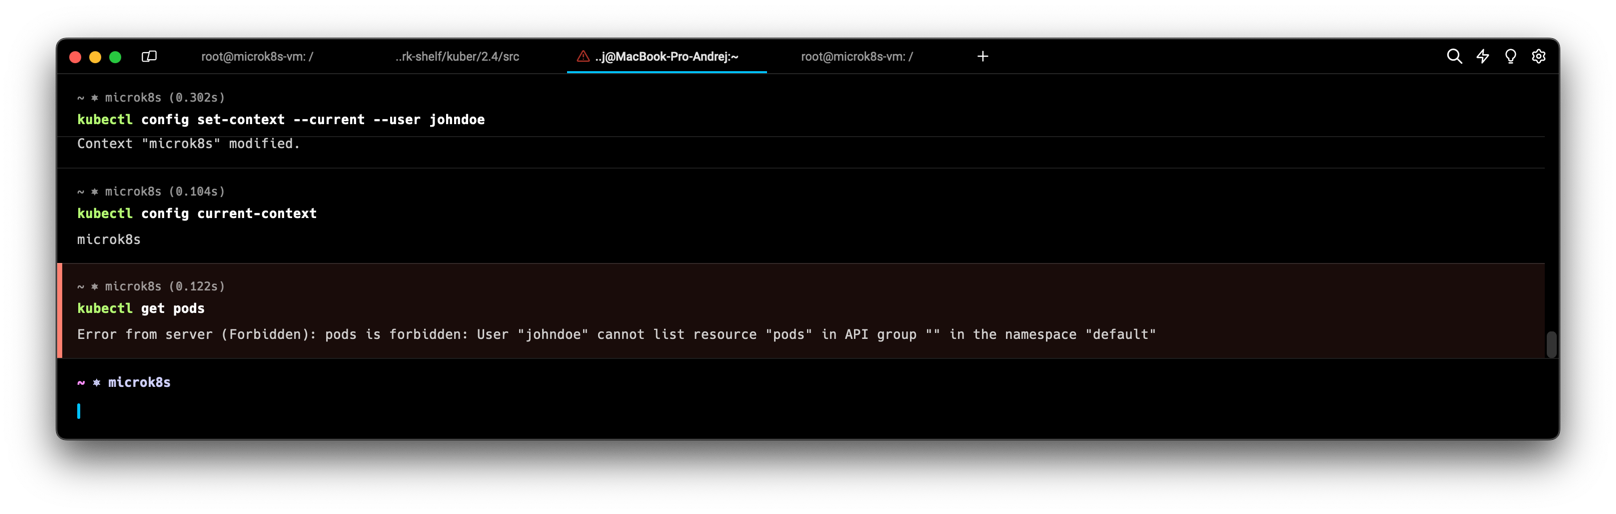 root@microk8s-vm: /
..rk-shelf/kuber/2.4/src
..j@MacBook-Pro-Andrej:~
root@microk8s-vm: /
~ ⎈ microk8s (0.302s)
kubectl config set-context --current --user johndoe
Context "microk8s" modified.
~ ⎈ microk8s (0.104s)
kubectl config current-context
microk8s
~ ⎈ microk8s (0.122s)
kubectl get pods
Error from server (Forbidden): pods is forbidden: User "johndoe" cannot list resource "pods" in API group "" in the namespace "default"
~ ⎈ microk8s